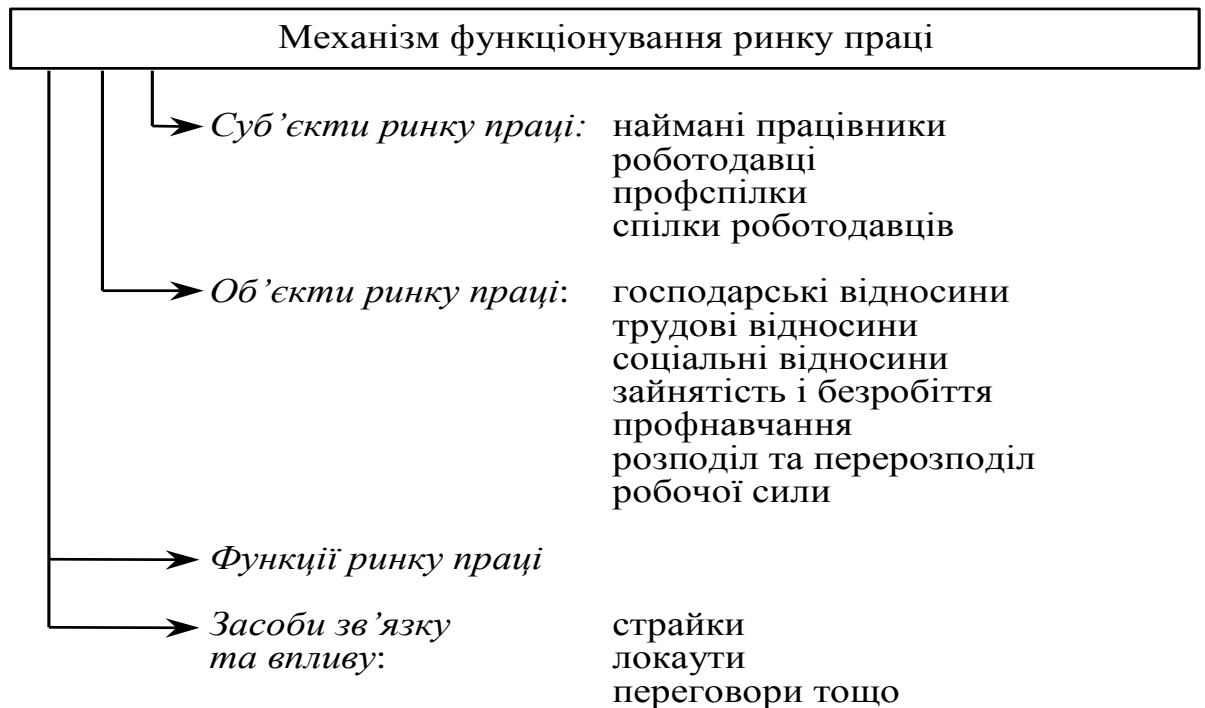 Механізм функціонування ринку праці
Суб’єкти ринку праці: наймані працівники
роботодавці
профспілки
спілки роботодавців
Об’єкти ринку праці: господарські відносини
трудові відносини
соціальні відносини
зайнятість і безробіття
профнавчання
розподіл та перерозподіл
робочої сили
Функції ринку праці
Засоби зв’язку страйки
та впливу: локаути
переговори тощо